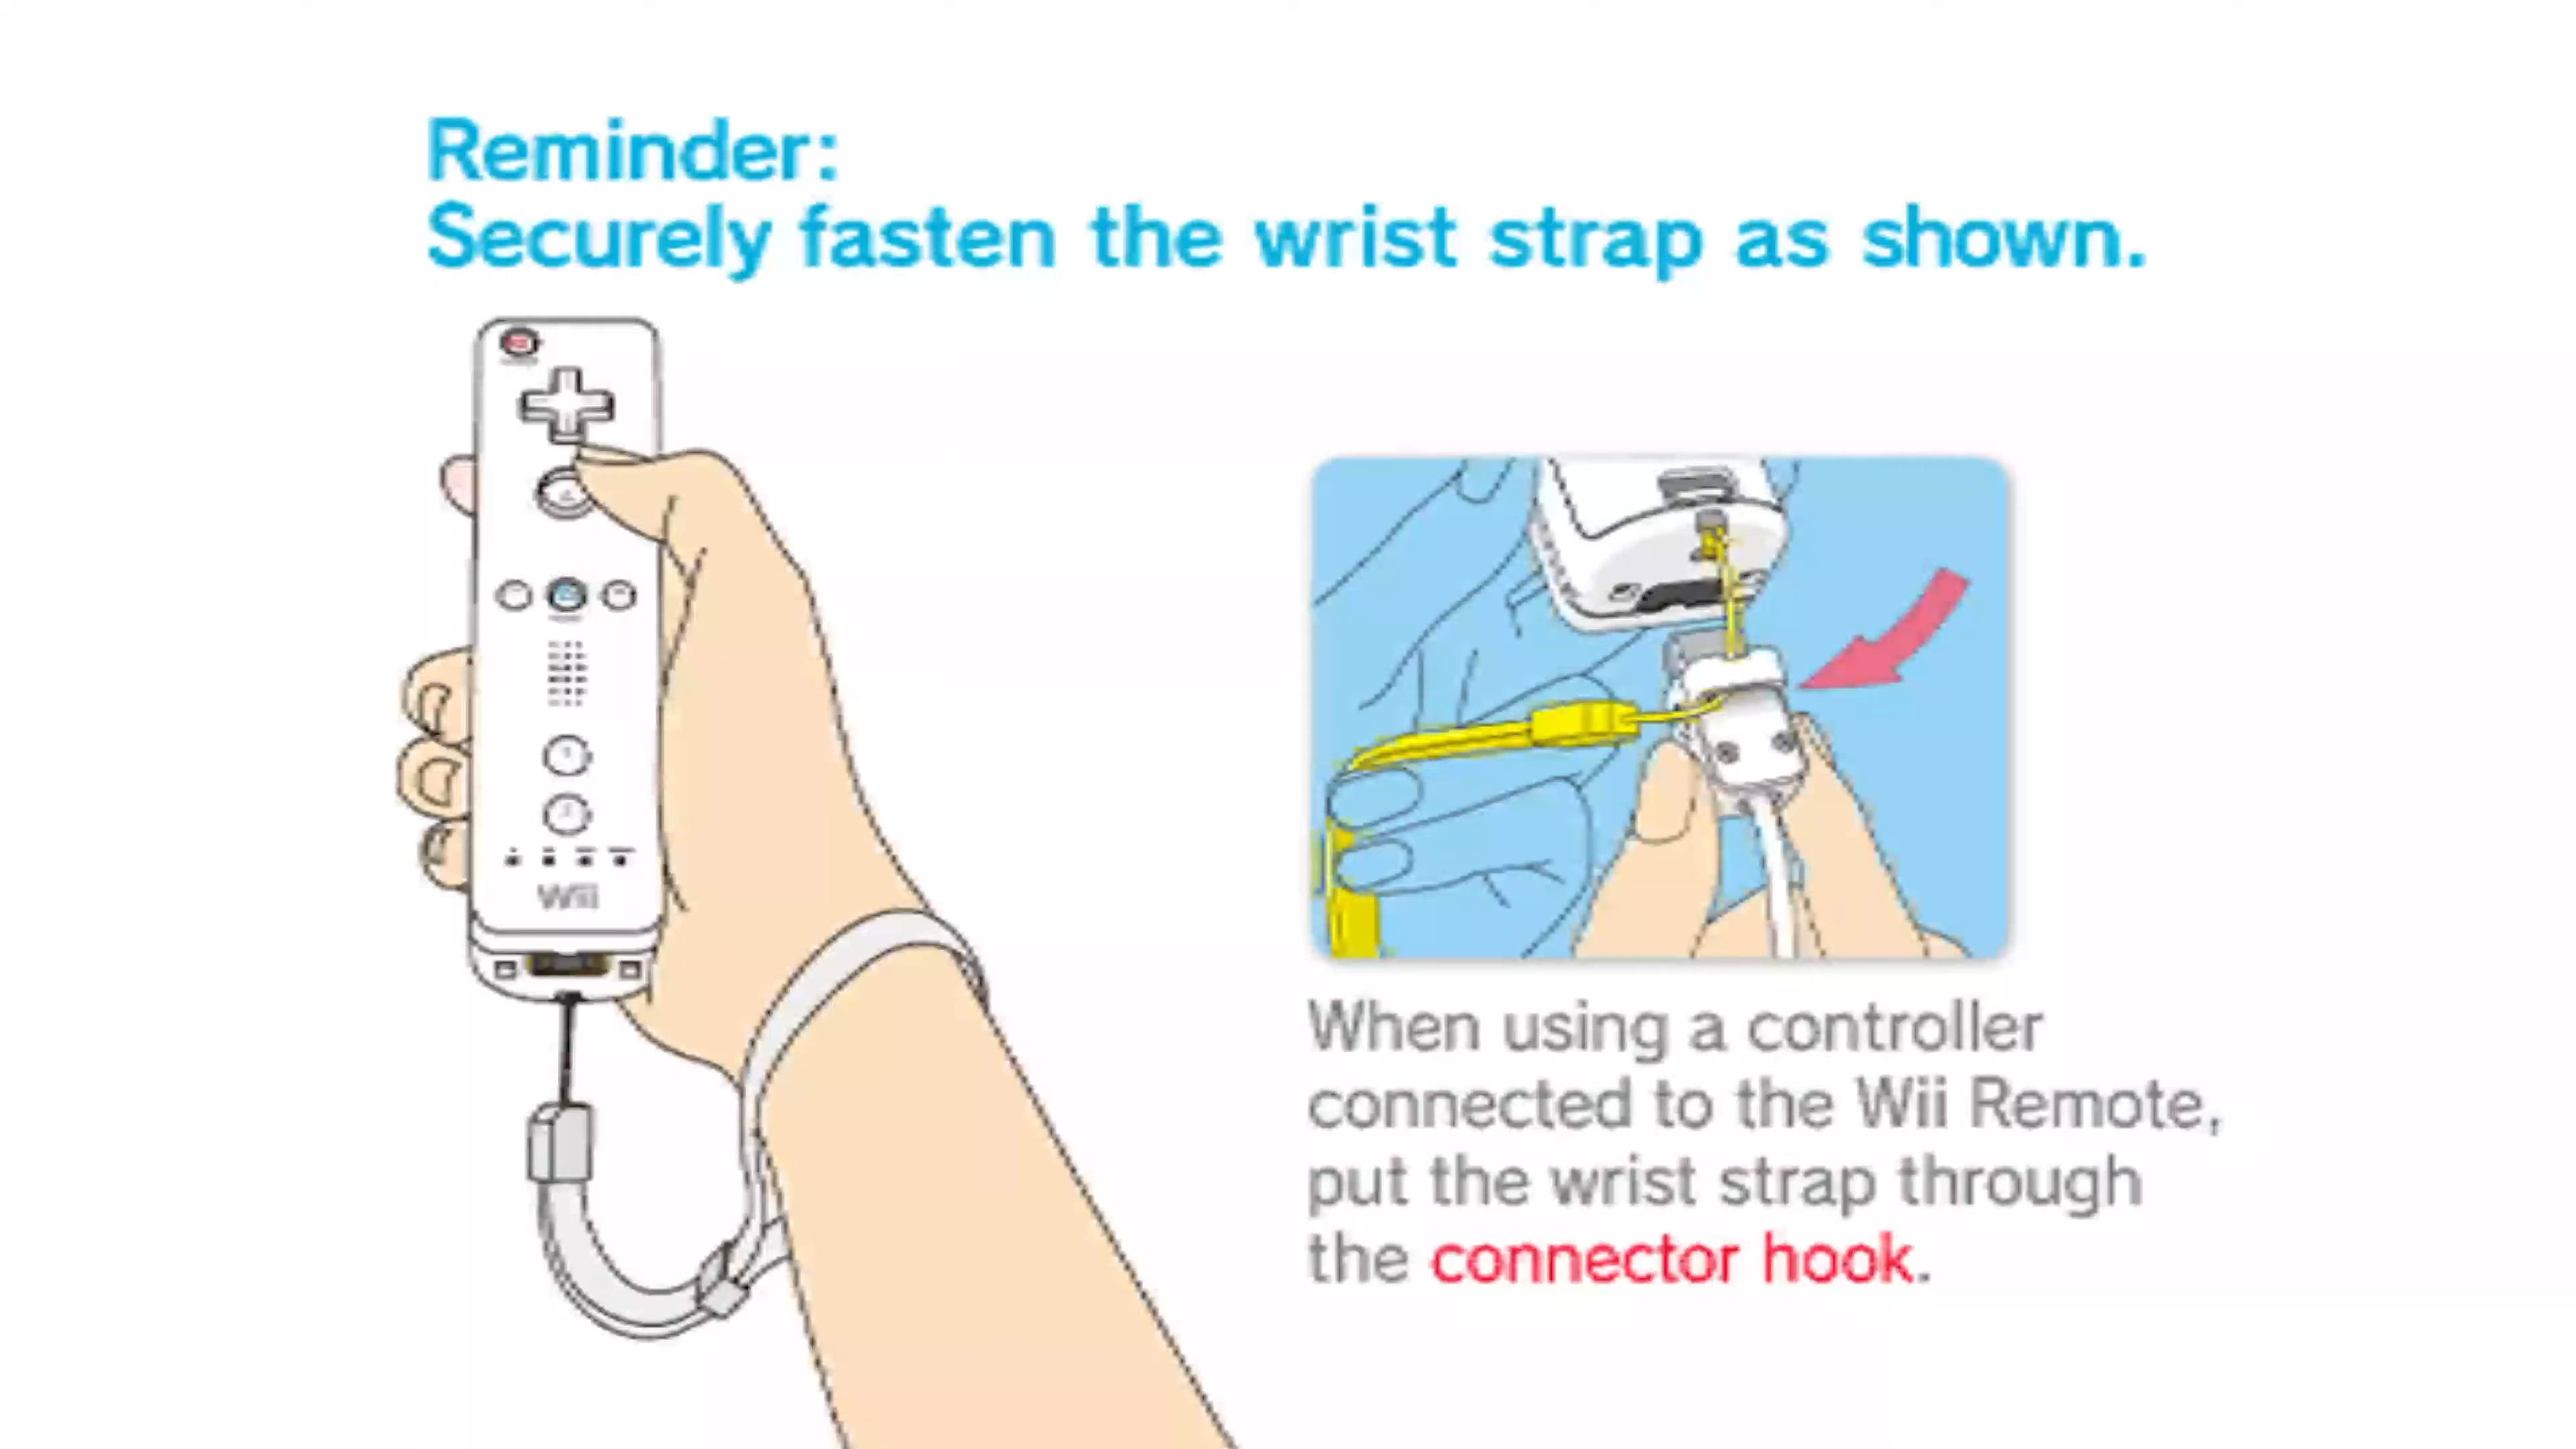 Reminder:
Securely fasten the wrist strap as shown.
Wii
When using a controller
connected to the Wii Remote,
put the wrist strap through
the connector hook.